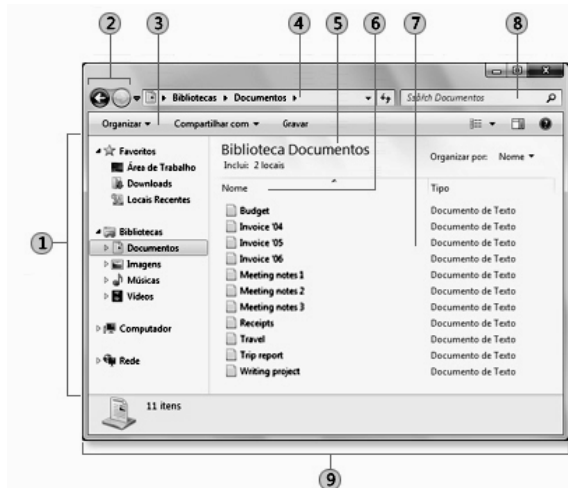 2 3 4 5 6 7 8
Bibliotecas Documentos Documentos
Organizar Compartilhar com Gravar
1
Favoritos
Área de Trabalho
Downloads
Locais Recentes
Bibliotecas
Documentos
Imagens
Músicas
Vídeos
Computador
Rede
Biblioteca Documentos
Inclui: 2 locais
Organizar por: Nome
Nome Tipo
Budget Documento de Texto
Invoice '04 Documento de Texto
Invoice '05 Documento de Texto
Invoice '06 Documento de Texto
Meeting notes 1 Documento de Texto
Meeting notes 2 Documento de Texto
Meeting notes 3 Documento de Texto
Receipts Documento de Texto
Travel Documento de Texto
Trip report Documento de Texto
Writing project Documento de Texto
11 itens
9